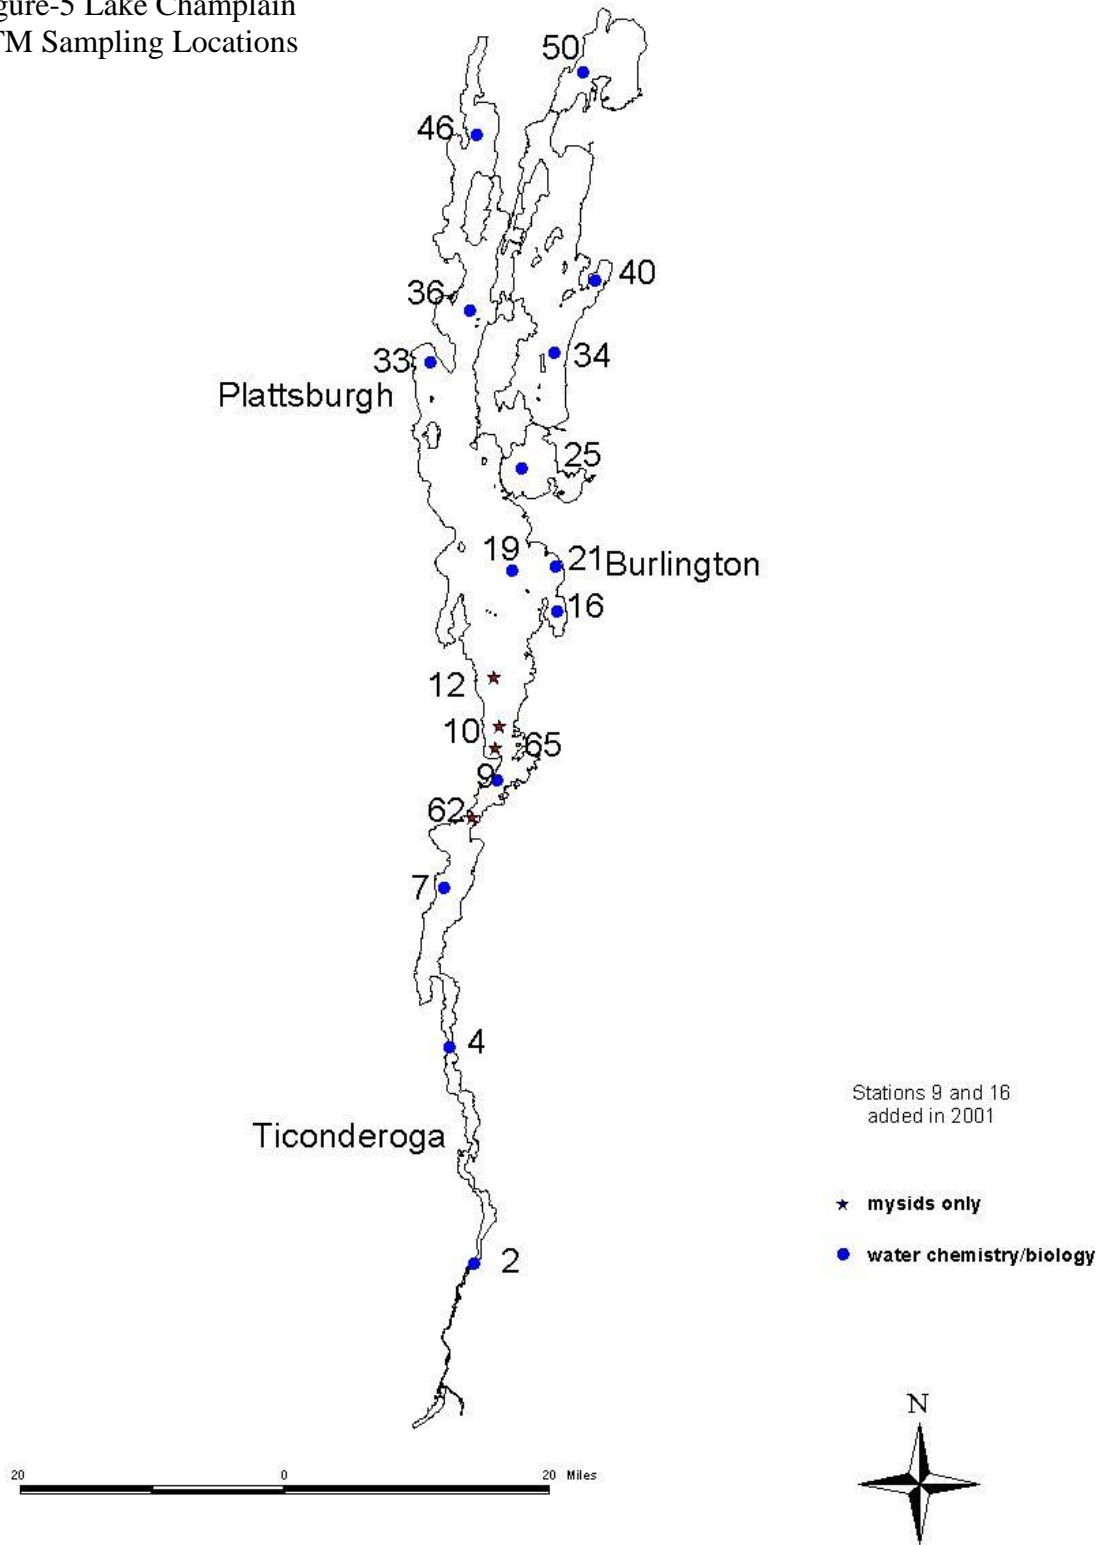 gure-5 Lake Champlain
TM Sampling Locations
50
46
40
36
34
33
Plattsburgh
25
19
21
Burlington
16
12
10
65
9
62
7
4
Stations 9 and 16
added in 2001
Ticonderoga
mysids only
water chemistry/biology
2
N
20 0 20 Miles